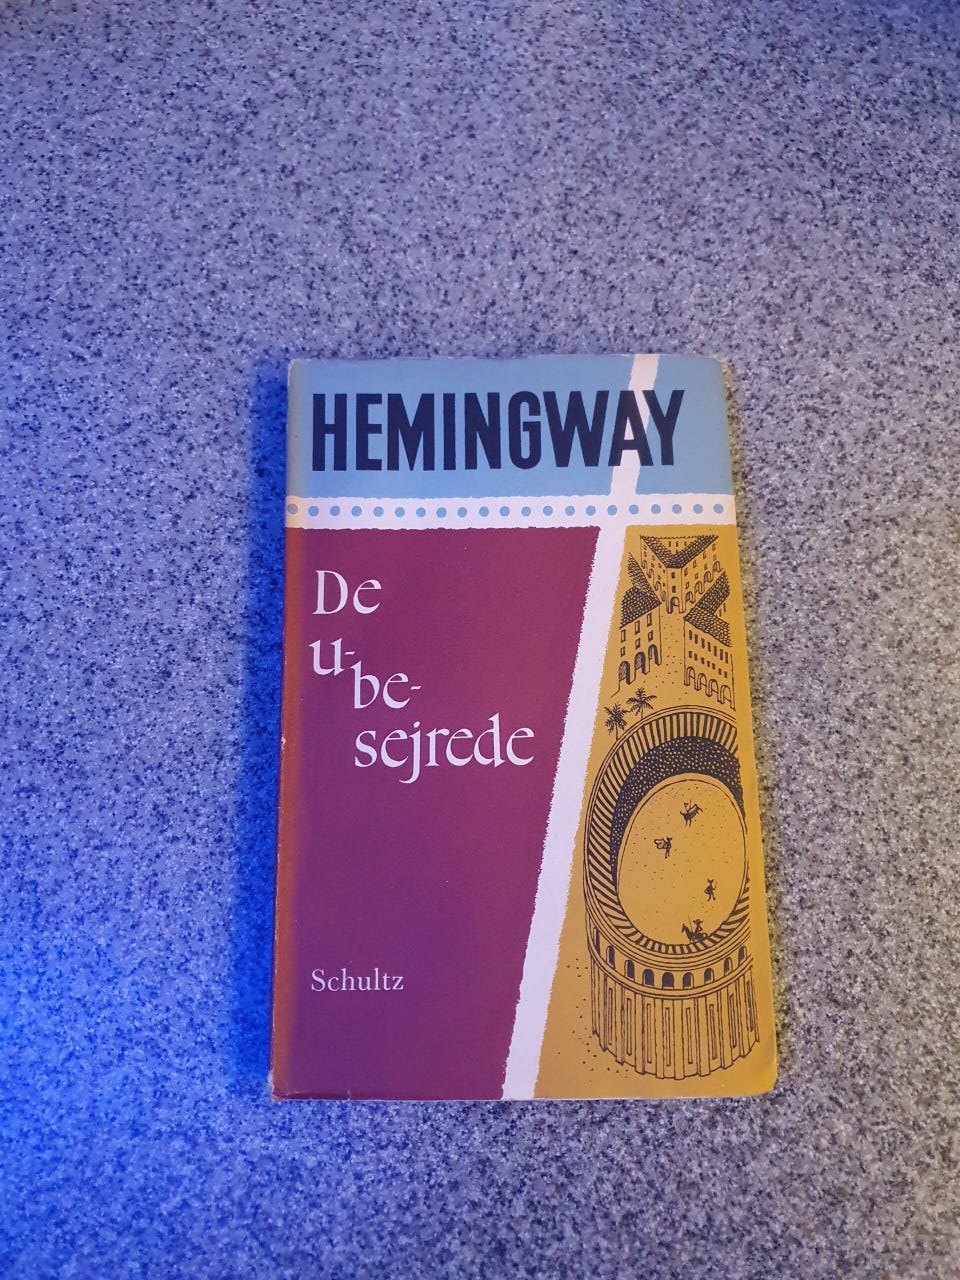 HEMINGWAY
De
u-
be-
sejrede
Schultz